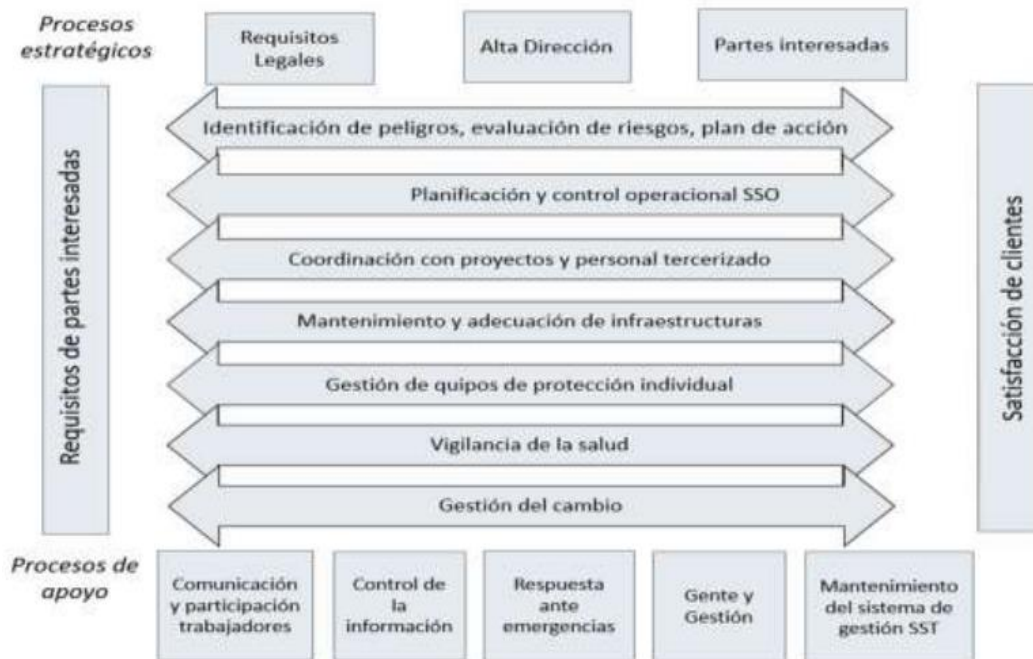 Procesos
estratégicos
Requisitos
Legales
Alta Dirección
Partes interesadas
Requisitos de partes interesadas
Identificación de peligros, evaluación de riesgos, plan de acción
Planificación y control operacional SSO
Coordinación con proyectos y personal tercerizado
Mantenimiento y adecuación de infraestructuras
Gestión de quipos de protección individual
Vigilancia de la salud
Gestión del cambio
Satisfacción de clientes
Procesos de
apoyo
Comunicación
y participación
trabajadores
Control de
la
información
Respuesta
ante
emergencias
Gente y
Gestión
Mantenimiento
del sistema de
gestión SST